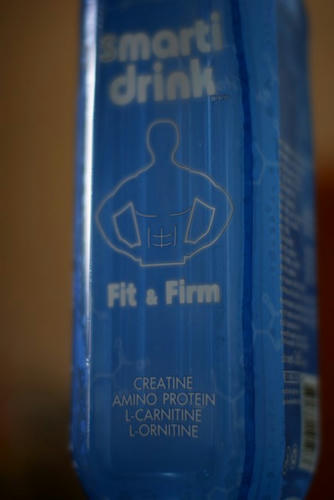 smarti
drink
Fit & Firm
CREATINE
AMINO PROTEIN
L-CARNITINE
L-ORNITINE